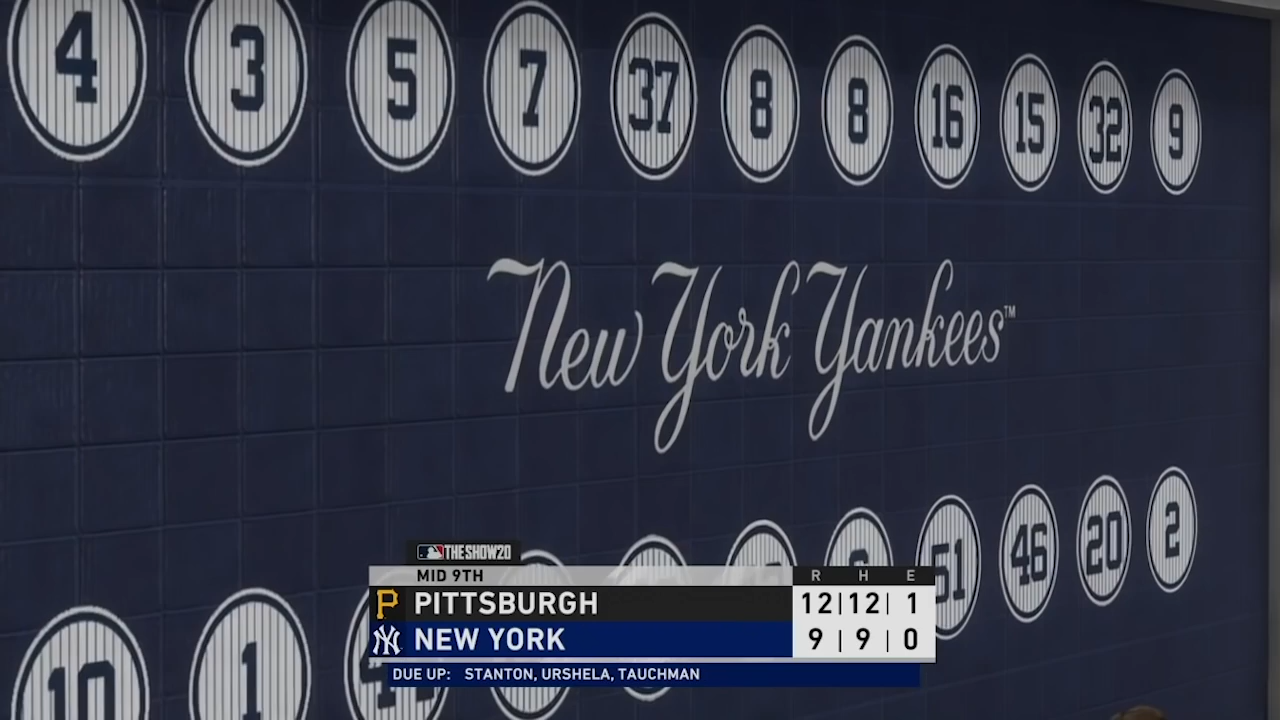 4 3 5 7 37 8 8 16 15 32 9
New York Yankees™
51 46 20 2
10 1
THE SHOW 20
MID 9TH R H E
PITTSBURGH 12 12 1
NEW YORK 9 9 0
DUE UP: STANTON, URSHELA, TAUCHMAN